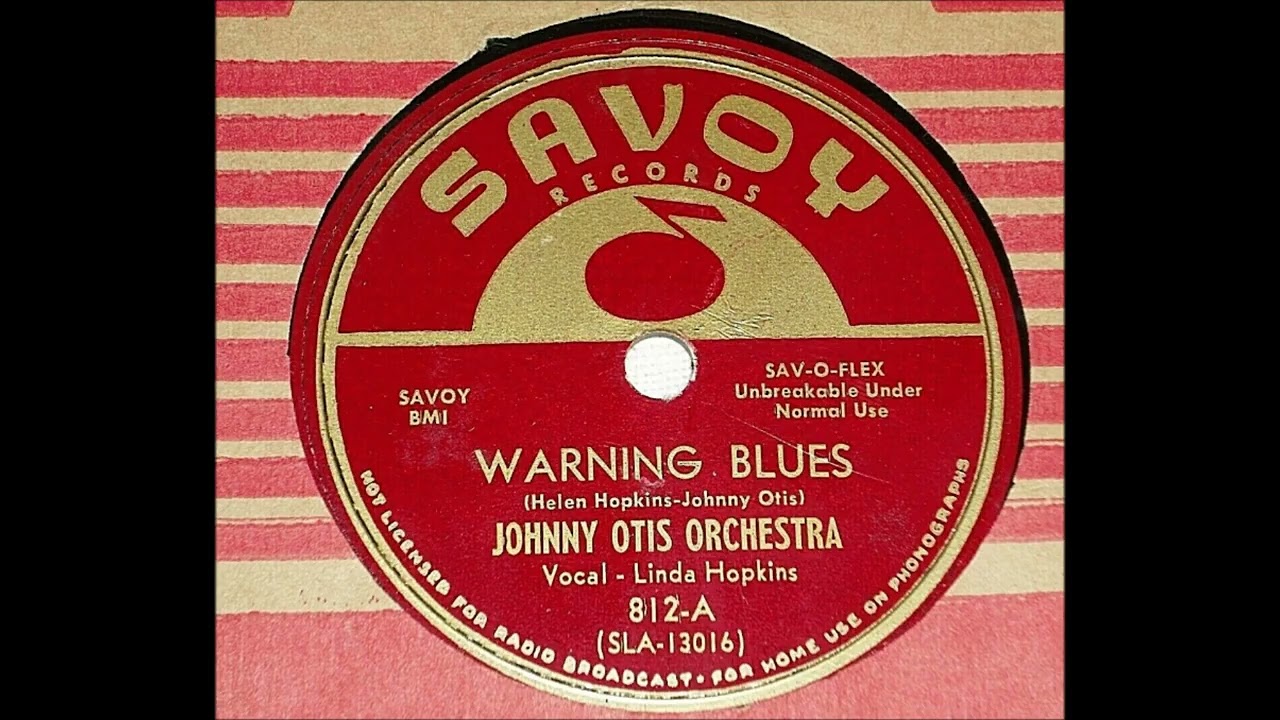 SAVOY
RECORDS
SAVOY
BMI
SAV-O-FLEX
Unbreakable Under
Normal Use
WARNING BLUES
(Helen Hopkins-Johnny Otis)
JOHNNY OTIS ORCHESTRA
Vocal - Linda Hopkins
812-A
(SLA-13016)
NOT LICENSED FOR RADIO BROADCAST • FOR HOME USE ON PHONOGRAPHS